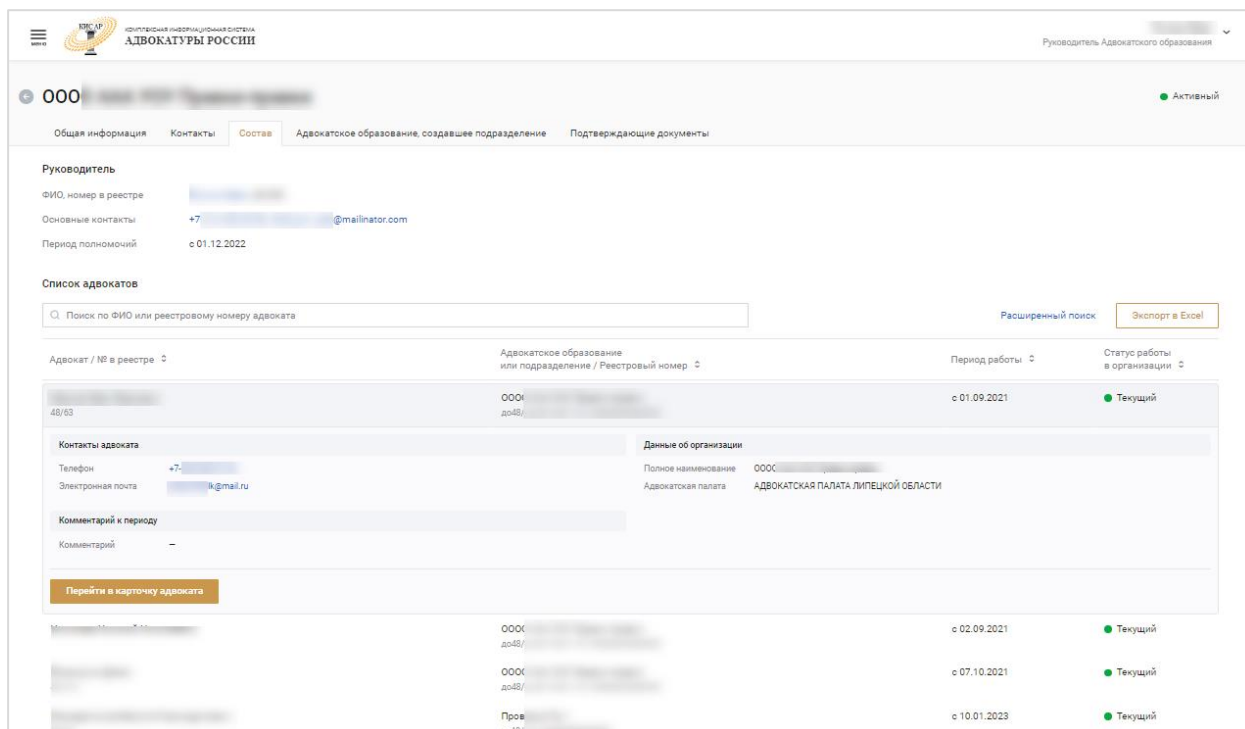 КИС АР
КОМПЛЕКСНАЯ ИНФОРМАЦИОННАЯ СИСТЕМА
АДВОКАТУРЫ РОССИИ
МЕНЮ
Руководитель Адвокатского образования
ООО
Активный
Общая информация Контакты Состав Адвокатское образование, создавшее подразделение Подтверждающие документы
Руководитель
ФИО, номер в реестре
Основные контакты +7 @mailinator.com
Период полномочий с 01.12.2022
Список адвокатов
Поиск по ФИО или реестровому номеру адвоката Расширенный поиск Экспорт в Excel
Адвокат / № в реестре Адвокатское образование
или подразделение / Реестровый номер Период работы Статус работы
в организации
ООО с 01.09.2021 Текущий
48/63 до48/
Контакты адвоката Данные об организации
Телефон +7- Полное наименование ООО
Электронная почта lk@mail.ru Адвокатская палата АДВОКАТСКАЯ ПАЛАТА ЛИПЕЦКОЙ ОБЛАСТИ
Комментарий к периоду
Комментарий –
Перейти в карточку адвоката
ООО с 02.09.2021 Текущий
до48/
ООО с 07.10.2021 Текущий
до48/
Пров с 10.01.2023 Текущий